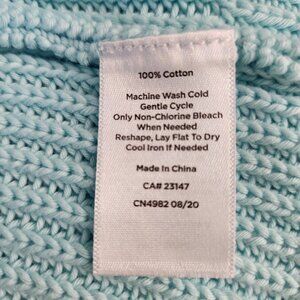 100% Cotton
Machine Wash Cold
Gentle Cycle
Only Non-Chlorine Bleach
When Needed
Reshape, Lay Flat To Dry
Cool Iron If Needed
Made In China
CA# 23147
CN4982 08/20